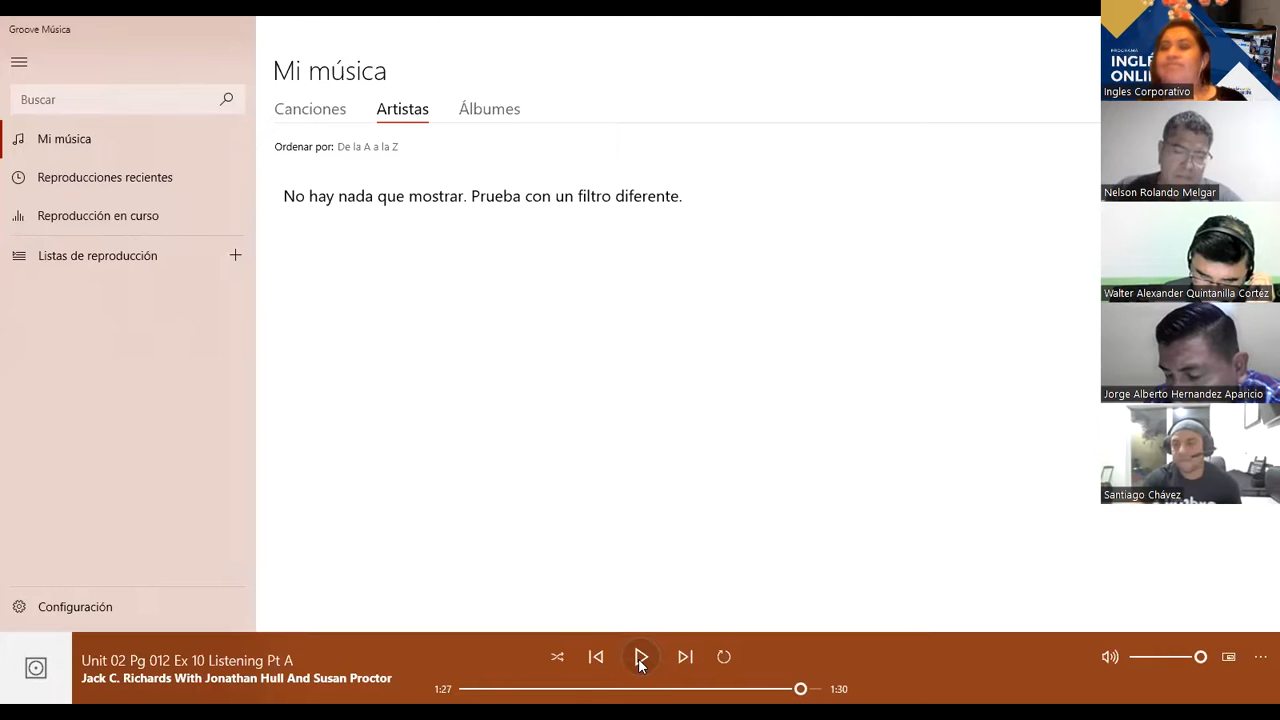 Groove Música
Buscar
Mi música
Reproducciones recientes
Reproducción en curso
Listas de reproducción
Configuración
Mi música
Canciones Artistas Álbumes
Ordenar por: De la A a la Z
No hay nada que mostrar. Prueba con un filtro diferente.
Unit 02 Pg 012 Ex 10 Listening Pt A
Jack C. Richards With Jonathan Hull And Susan Proctor
1:27
1:30
PROGRAMA
Ingles Corporativo
Nelson Rolando Melgar
Walter Alexander Quintanilla Cortéz
Jorge Alberto Hernandez Aparicio
Santiago Chávez